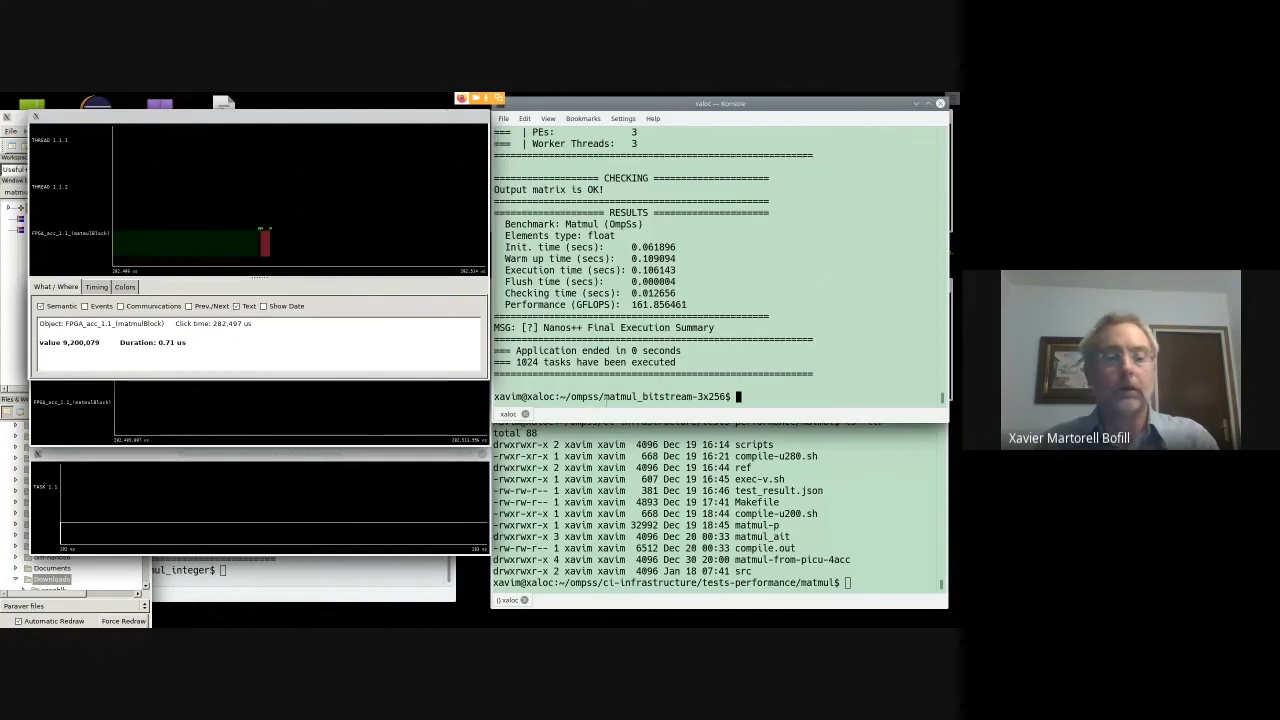 THREAD 1.1.1
THREAD 1.1.2
FPGA_acc_1.1_(matmulBlock)
What / Where Timing Colors
Semantic Events Communications Prev./Next Text Show Date
Object: FPGA_acc_1.1_(matmulBlock) Click time: 282.497 us
value 9,200,079 Duration: 0.71 us
FPGA_acc_1.1_(matmulBlock)
TASK 1.1
Documents
Downloads
Paraver files
Automatic Redraw Force Redraw
ul_integer$
xaloc — Konsole
File Edit View Bookmarks Settings Help
=== | PEs: 3
=== | Worker Threads: 3
=================== CHECKING =====================
Output matrix is OK!
=================== RESULTS =====================
Benchmark: Matmul (OmpSs)
Elements type: float
Init. time (secs): 0.061896
Warm up time (secs): 0.109094
Execution time (secs): 0.106143
Flush time (secs): 0.000004
Checking time (secs): 0.012656
Performance (GFLOPS): 161.856461
MSG: [?] Nanos++ Final Execution Summary
=== Application ended in 0 seconds
=== 1024 tasks have been executed
xavim@xaloc:~/ompss/matmul_bitstream-3x256$
xaloc
total 88
drwxrwxr-x 2 xavim xavim 4096 Dec 19 16:14 scripts
-rwxr-xr-x 1 xavim xavim 668 Dec 19 16:21 compile-u280.sh
drwxrwxr-x 2 xavim xavim 4096 Dec 19 16:44 ref
-rwxrwxr-x 1 xavim xavim 607 Dec 19 16:45 exec-v.sh
-rw-rw-r-- 1 xavim xavim 381 Dec 19 16:46 test_result.json
-rw-rw-r-- 1 xavim xavim 4893 Dec 19 17:41 Makefile
-rwxr-xr-x 1 xavim xavim 668 Dec 19 18:44 compile-u200.sh
-rwxrwxr-x 1 xavim xavim 32992 Dec 19 18:45 matmul-p
drwxrwxr-x 3 xavim xavim 4096 Dec 20 00:33 matmul_ait
-rw-rw-r-- 1 xavim xavim 6512 Dec 20 00:33 compile.out
drwxrwxr-x 4 xavim xavim 4096 Dec 30 20:00 matmul-from-picu-4acc
drwxrwxr-x 2 xavim xavim 4096 Jan 18 07:41 src
xavim@xaloc:~/ompss/ci-infrastructure/tests-performance/matmul$
() xaloc
Xavier Martorell Bofill